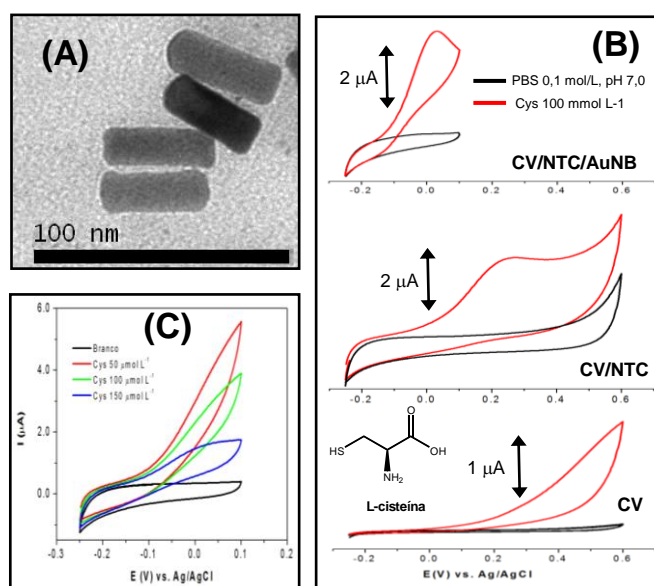 (A)
100 nm
(B)
2 µA
PBS 0,1 mol/L, pH 7,0
Cys 100 mmol L-1
CV/NTC/AuNB
-0.2 0.0 0.2 0.4 0.6
2 µA
CV/NTC
-0.2 0.0 0.2 0.4 0.6
O
HS
OH
NH2
L-cisteína
1 µA
CV
-0.2 0.0 0.2 0.4 0.6
E(V) vs. Ag/AgCl
(C)
6.0
4.0
2.0
0.0
I (µA)
Branco
Cys 50 µmol L-1
Cys 100 µmol L-1
Cys 150 µmol L-1
-0.3 -0.2 -0.1 0.0 0.1 0.2
E (V) vs. Ag/AgCl